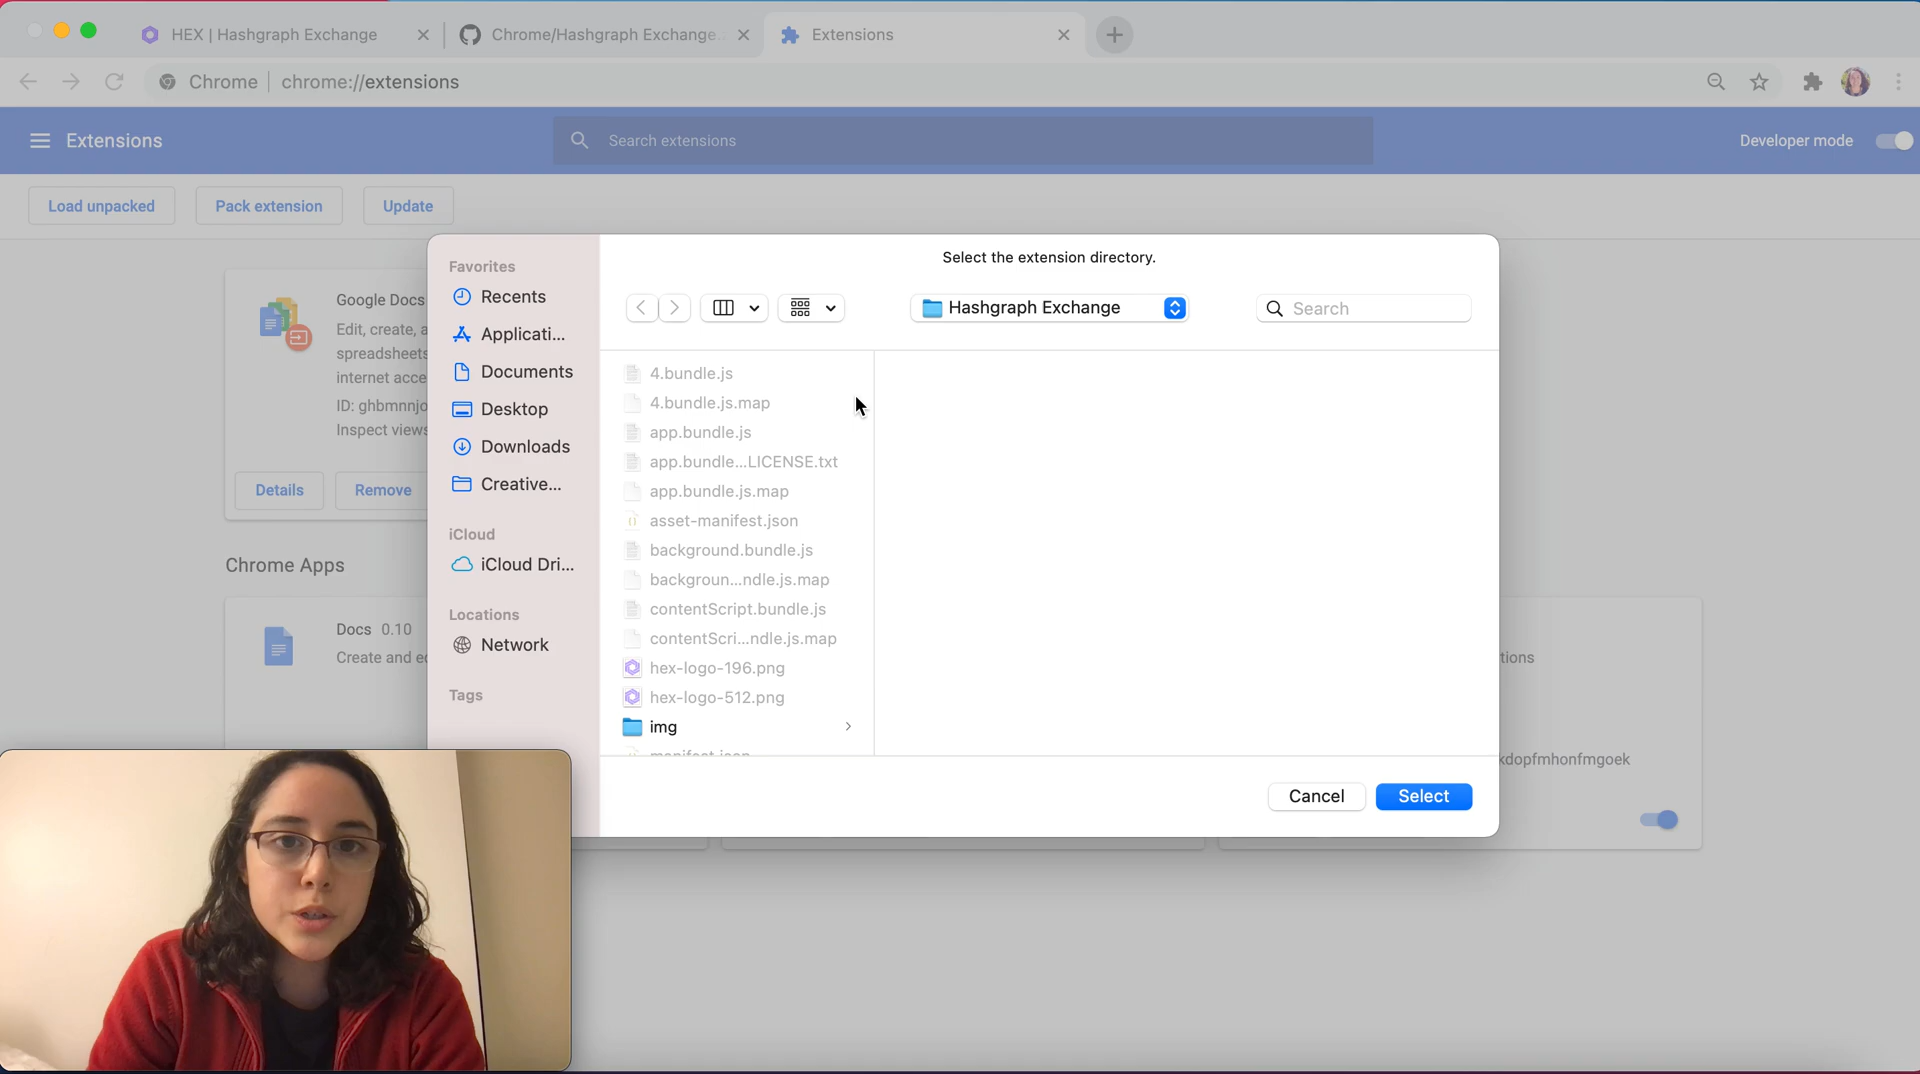 HEX | Hashgraph Exchange
Chrome/Hashgraph Exchange...
Extensions
Chrome | chrome://extensions
Extensions
Search extensions
Developer mode
Load unpacked
Pack extension
Update
Google Docs
Edit, create, a
spreadsheets
internet acce
ID: ghbmnnjo
Inspect views
Details
Remove
Chrome Apps
Docs 0.10
Create and ed
Favorites
Recents
Applicati...
Documents
Desktop
Downloads
Creative...
iCloud
iCloud Dri...
Locations
Network
Tags
Select the extension directory.
Hashgraph Exchange
Search
4.bundle.js
4.bundle.js.map
app.bundle.js
app.bundle...LICENSE.txt
app.bundle.js.map
asset-manifest.json
background.bundle.js
backgroun...ndle.js.map
contentScript.bundle.js
contentScri...ndle.js.map
hex-logo-196.png
hex-logo-512.png
img
manifest.json
Cancel
Select
tions
kdopfmhonfmgoek